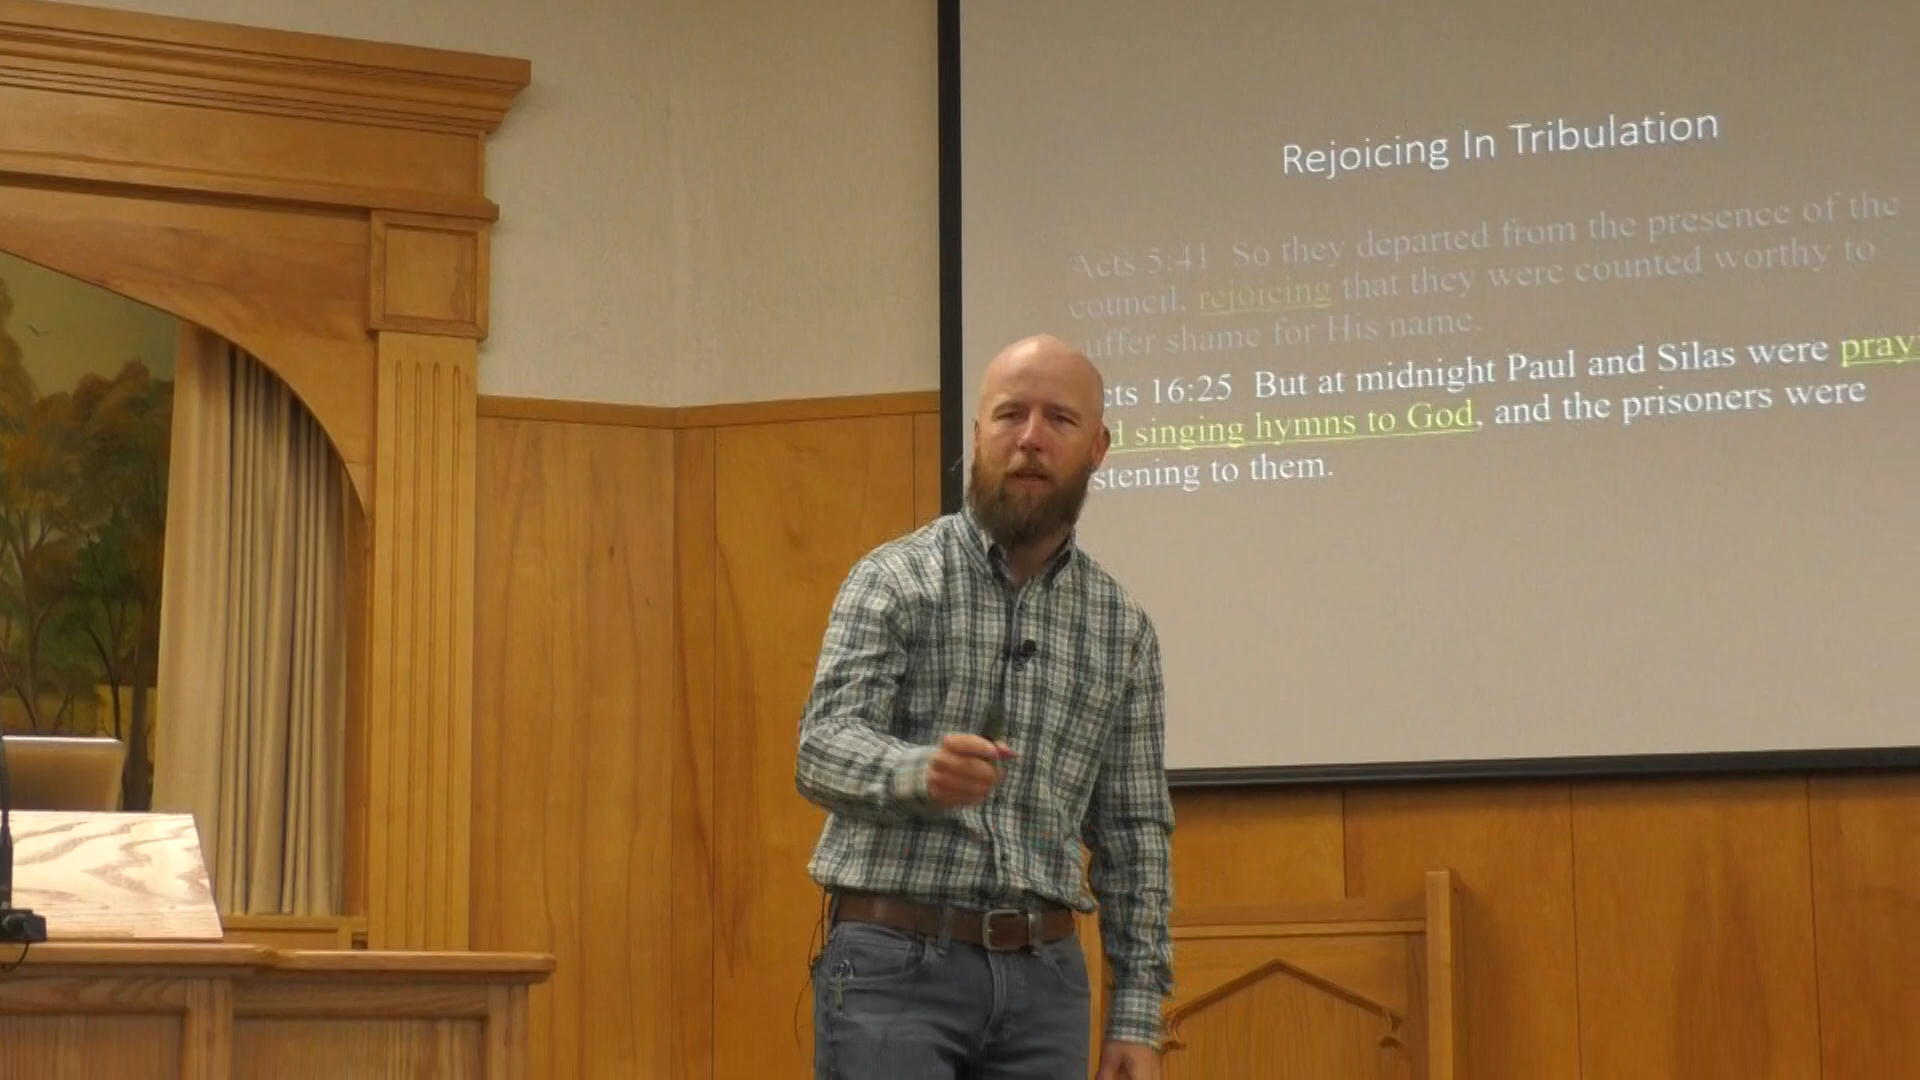 Rejoicing In Tribulation
Acts 5:41 So they departed from the presence of the
council, rejoicing that they were counted worthy to
uffer shame for His name.
cts 16:25 But at midnight Paul and Silas were pray
d singing hymns to God, and the prisoners were
stening to them.